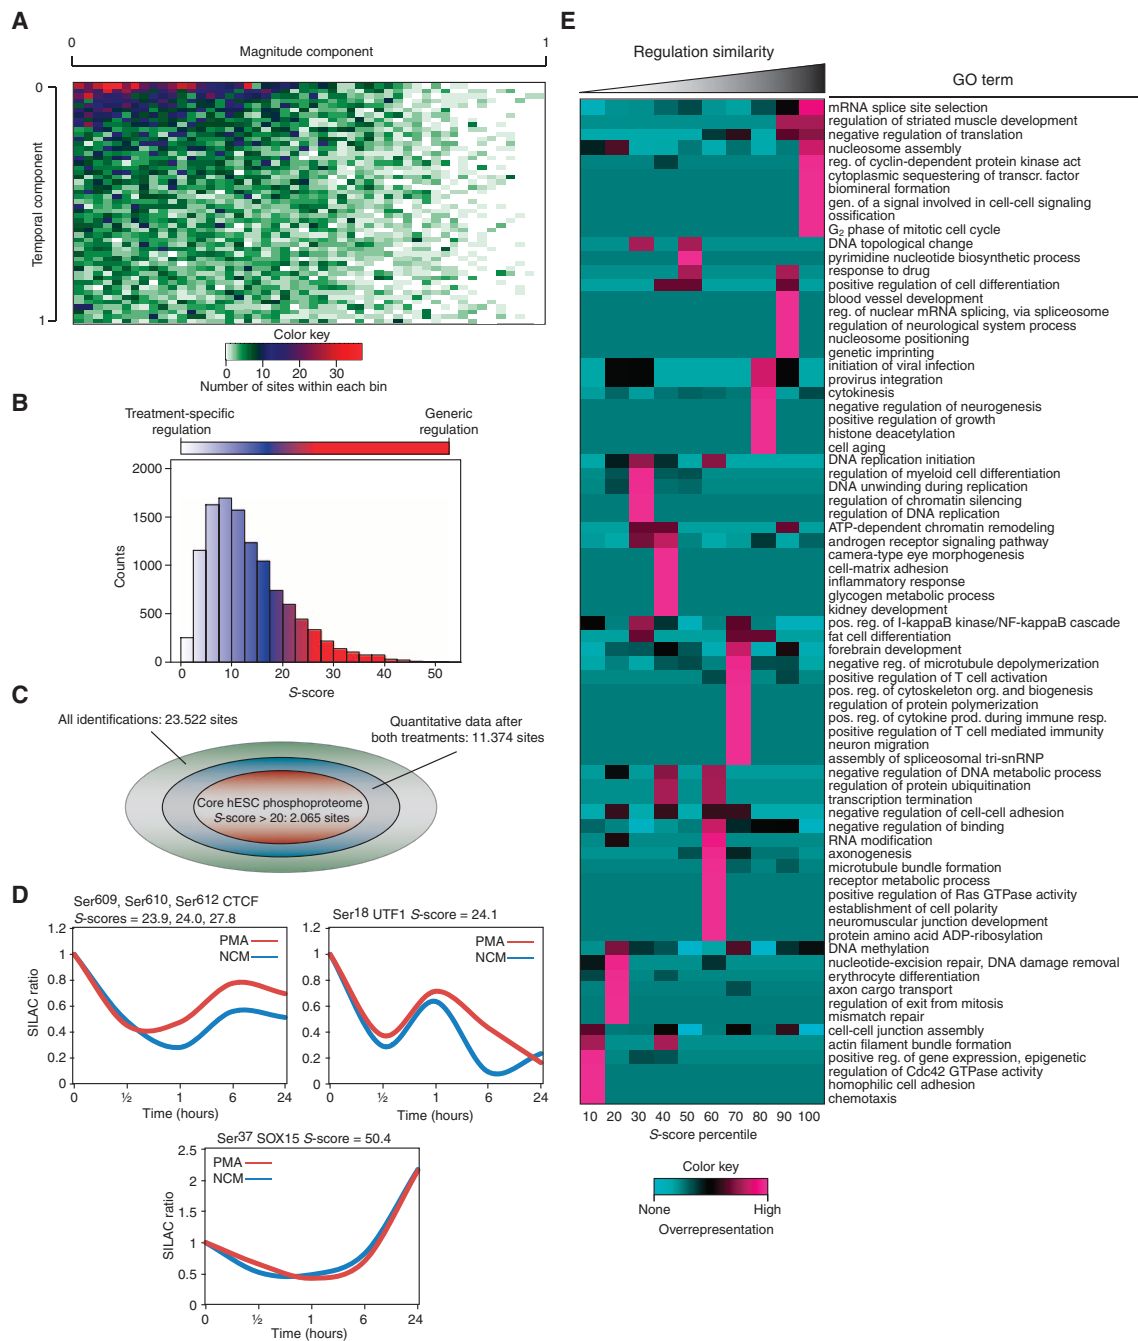 A
0
1
Magnitude component
0
1
Temporal component
Color key
0 10 20 30
Number of sites within each bin
B
Treatment-specific
regulation
Generic
regulation
2000
1500
1000
500
0
Counts
0 10 20 30 40 50
S-score
C
All identifications: 23.522 sites
Quantitative data after
both treatments: 11.374 sites
Core hESC phosphoproteome
S-score > 20: 2.065 sites
D
Ser609, Ser610, Ser612 CTCF
S-scores = 23.9, 24.0, 27.8
1.2
1
0.8
0.6
0.4
0.2
0
SILAC ratio
PMA
NCM
0 ½ 1 6 24
Time (hours)
Ser18 UTF1 S-score = 24.1
1.2
1
0.8
0.6
0.4
0.2
0
PMA
NCM
0 ½ 1 6 24
Time (hours)
Ser37 SOX15 S-score = 50.4
2.5
2
1.5
1
0.5
0
SILAC ratio
PMA
NCM
0 ½ 1 6 24
Time (hours)
E
Regulation similarity
GO term
mRNA splice site selection
regulation of striated muscle development
negative regulation of translation
nucleosome assembly
reg. of cyclin-dependent protein kinase act
cytoplasmic sequestering of transcr. factor
biomineral formation
gen. of a signal involved in cell-cell signaling
ossification
G2 phase of mitotic cell cycle
DNA topological change
pyrimidine nucleotide biosynthetic process
response to drug
positive regulation of cell differentiation
blood vessel development
reg. of nuclear mRNA splicing, via spliceosome
regulation of neurological system process
nucleosome positioning
genetic imprinting
initiation of viral infection
provirus integration
cytokinesis
negative regulation of neurogenesis
positive regulation of growth
histone deacetylation
cell aging
DNA replication initiation
regulation of myeloid cell differentiation
DNA unwinding during replication
regulation of chromatin silencing
regulation of DNA replication
ATP-dependent chromatin remodeling
androgen receptor signaling pathway
camera-type eye morphogenesis
cell-matrix adhesion
inflammatory response
glycogen metabolic process
kidney development
pos. reg. of I-kappaB kinase/NF-kappaB cascade
fat cell differentiation
forebrain development
negative reg. of microtubule depolymerization
positive regulation of T cell activation
pos. reg. of cytoskeleton org. and biogenesis
regulation of protein polymerization
pos. reg. of cytokine prod. during immune resp.
positive regulation of T cell mediated immunity
neuron migration
assembly of spliceosomal tri-snRNP
negative regulation of DNA metabolic process
regulation of protein ubiquitination
transcription termination
negative regulation of cell-cell adhesion
negative regulation of binding
RNA modification
axonogenesis
microtubule bundle formation
receptor metabolic process
positive regulation of Ras GTPase activity
establishment of cell polarity
neuromuscular junction development
protein amino acid ADP-ribosylation
DNA methylation
nucleotide-excision repair, DNA damage removal
erythrocyte differentiation
axon cargo transport
regulation of exit from mitosis
mismatch repair
cell-cell junction assembly
actin filament bundle formation
positive reg. of gene expression, epigenetic
regulation of Cdc42 GTPase activity
homophilic cell adhesion
chemotaxis
10 20 30 40 50 60 70 80 90 100
S-score percentile
Color key
None High
Overrepresentation